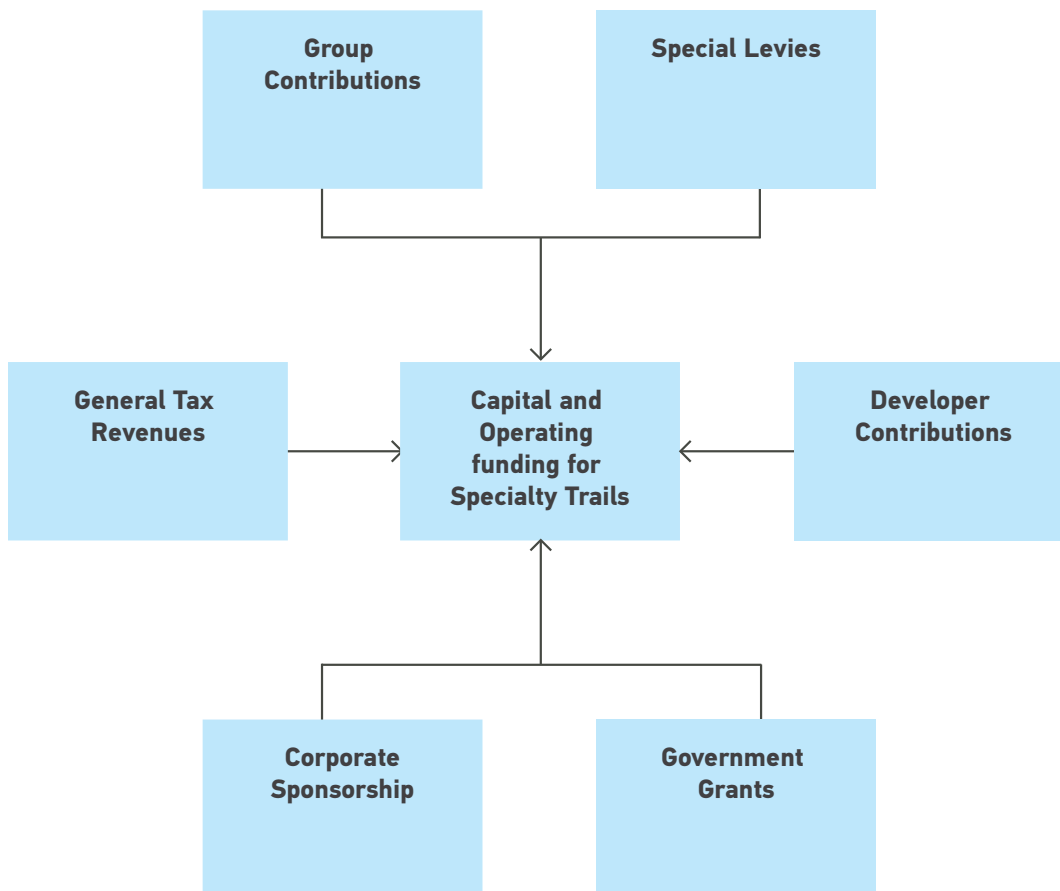 Group
Contributions
Special Levies
General Tax
Revenues
Capital and
Operating
funding for
Specialty Trails
Developer
Contributions
Corporate
Sponsorship
Government
Grants